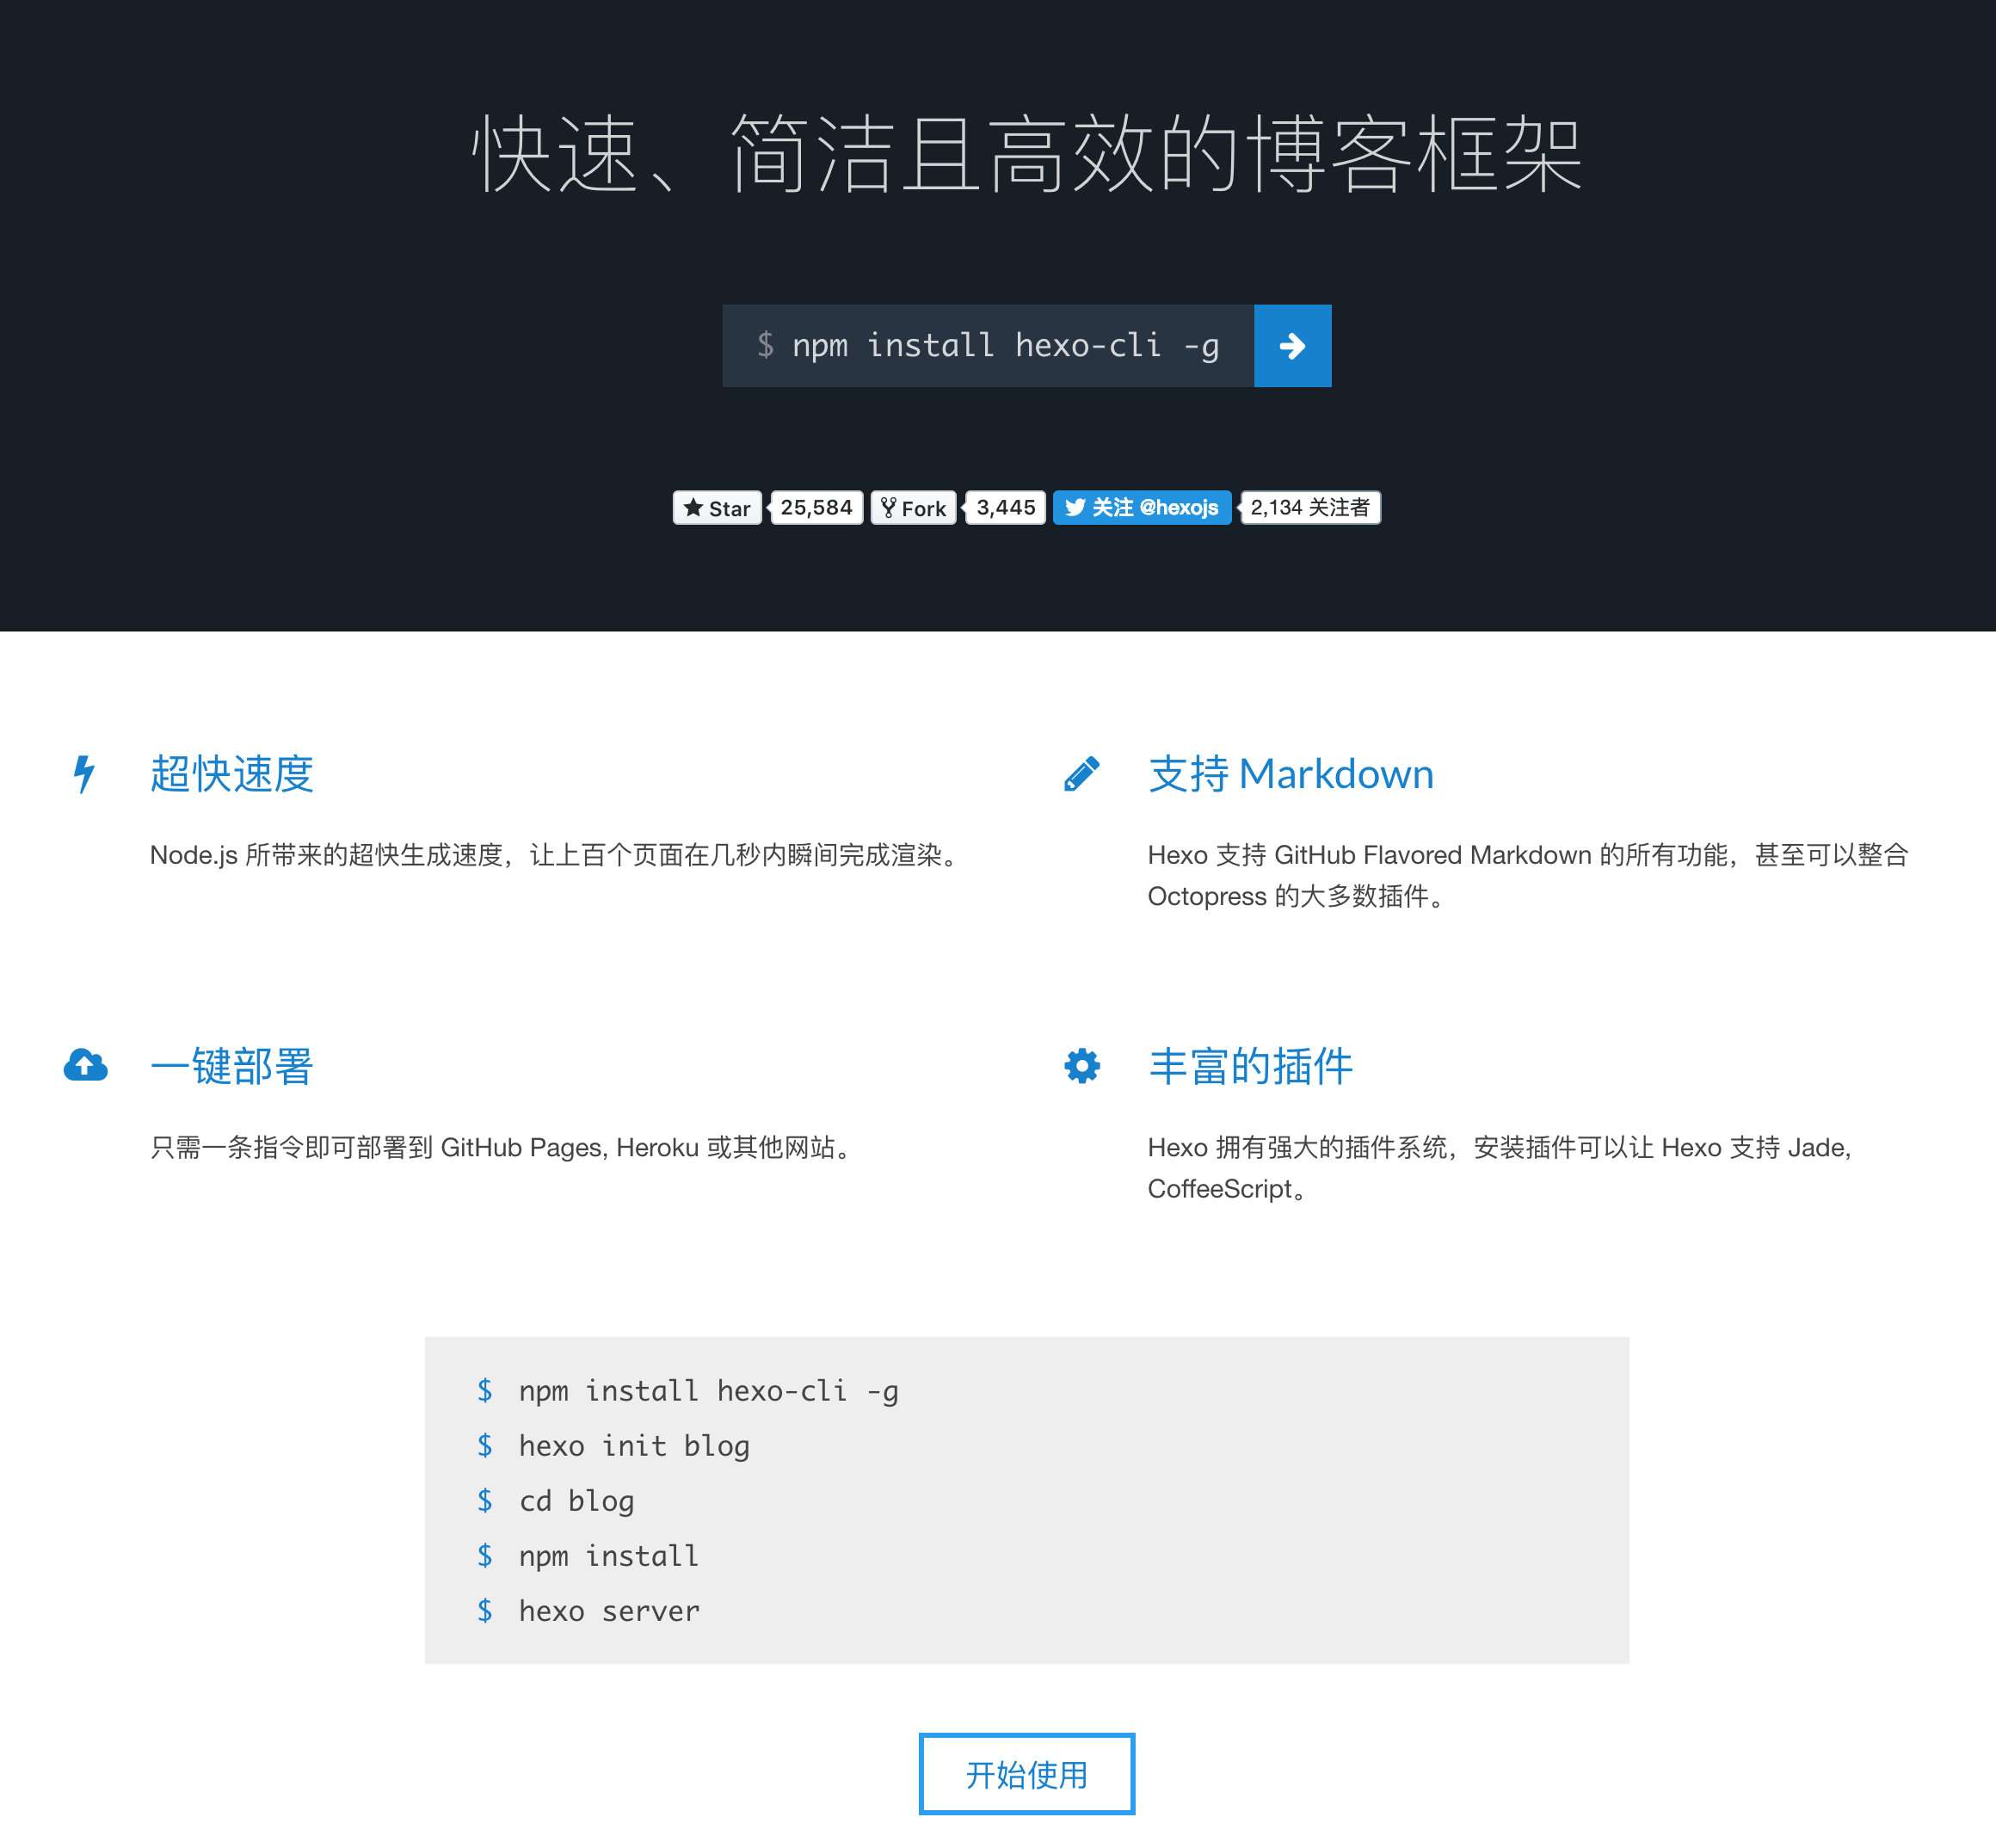 快速、简洁且高效的博客框架
$ npm install hexo-cli -g
Star 25,584 Fork 3,445 关注 @hexojs 2,134 关注者
超快速度
Node.js 所带来的超快生成速度，让上百个页面在几秒内瞬间完成渲染。
支持 Markdown
Hexo 支持 GitHub Flavored Markdown 的所有功能，甚至可以整合
Octopress 的大多数插件。
一键部署
只需一条指令即可部署到 GitHub Pages, Heroku 或其他网站。
丰富的插件
Hexo 拥有强大的插件系统，安装插件可以让 Hexo 支持 Jade,
CoffeeScript。
$ npm install hexo-cli -g
$ hexo init blog
$ cd blog
$ npm install
$ hexo server
开始使用